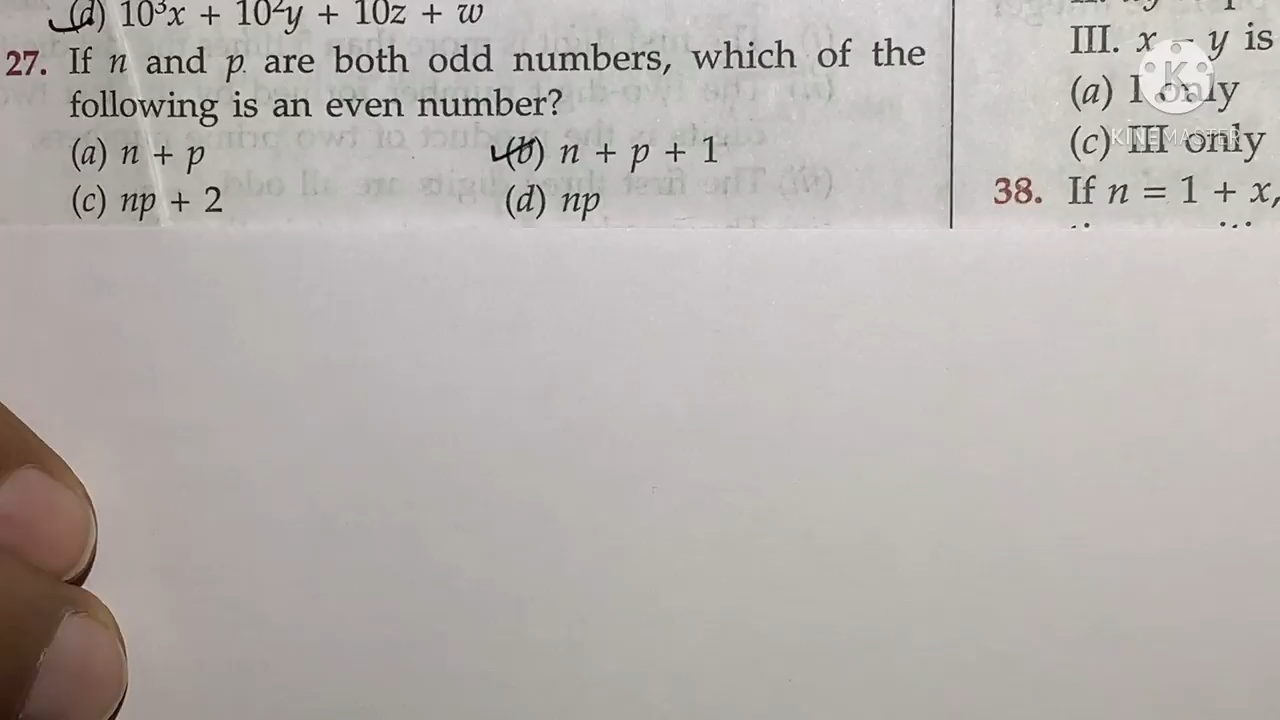 (d) 10³x + 10²y + 10z + w
27. If n and p are both odd numbers, which of the
following is an even number?
(a) n + p (b) n + p + 1
(c) np + 2 (d) np
III. x – y is
(a) I only
(c) III only
38. If n = 1 + x,
K
KINEMASTER